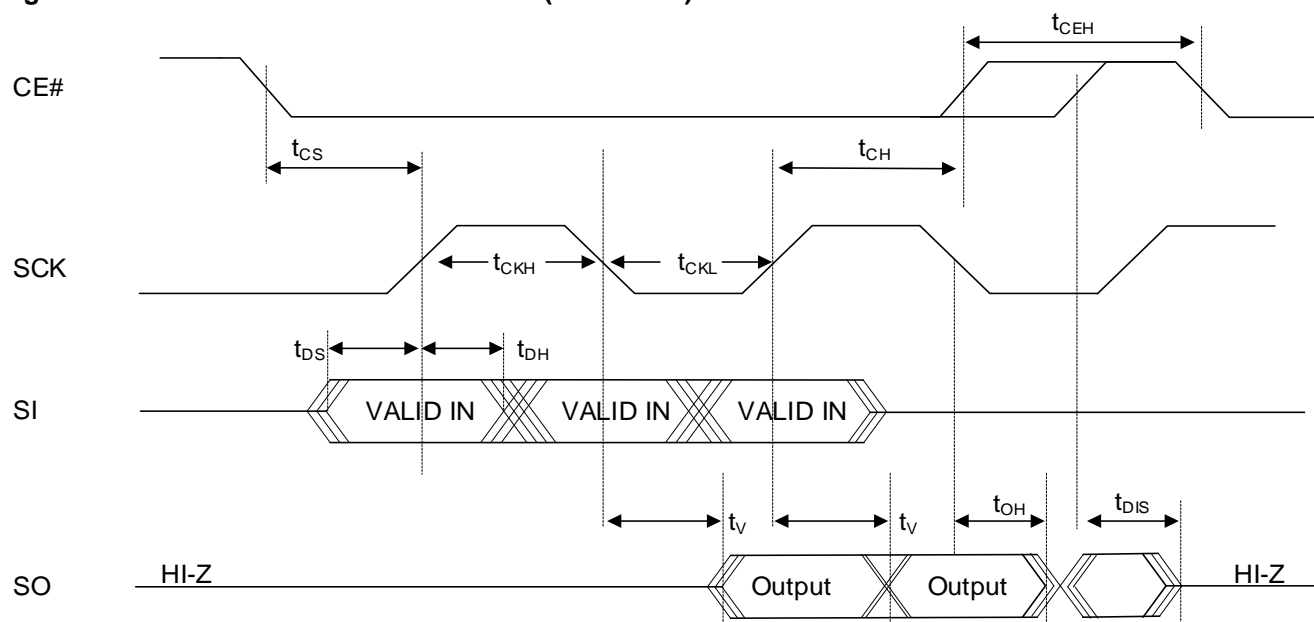 tCEH
CE#
tCS
tCH
SCK
tCKH
tCKL
tDS
tDH
SI
VALID IN
VALID IN
VALID IN
tV
tV
tOH
tDIS
SO
HI-Z
Output
Output
HI-Z